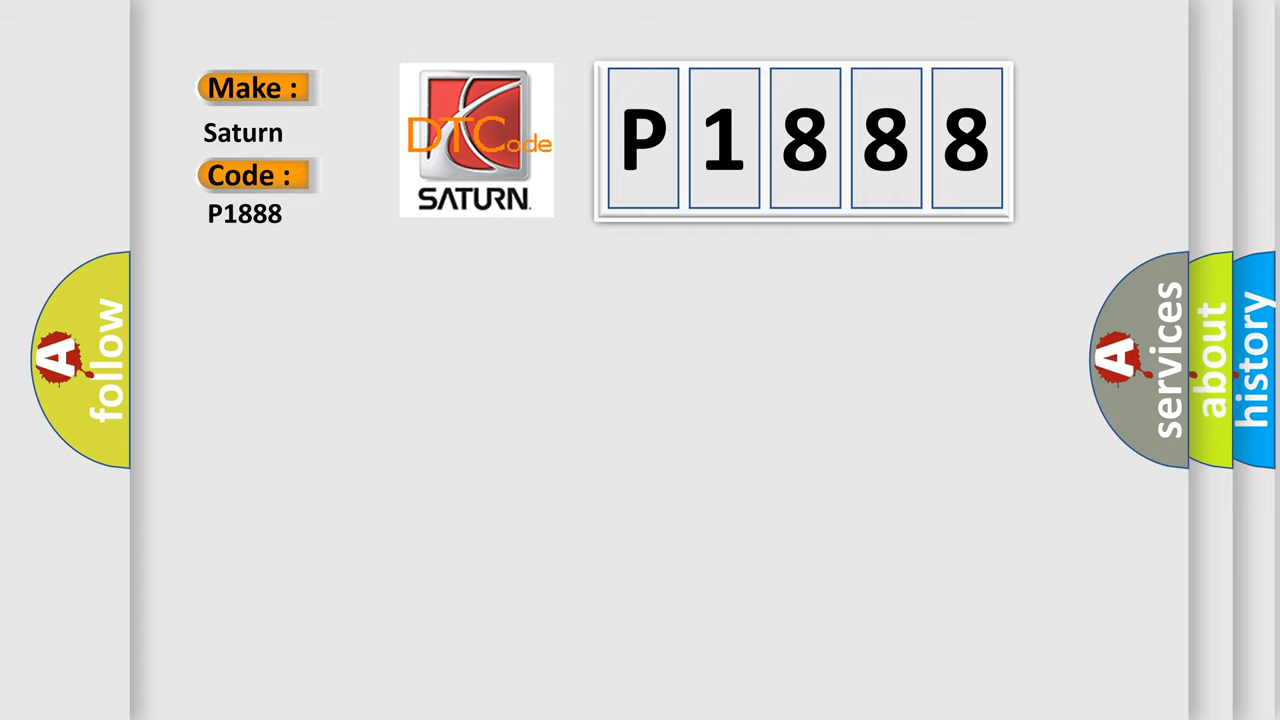 Make :
Saturn
Code :
P1888
DTCode
SATURN
P 1 8 8 8
A follow
A services
about
history